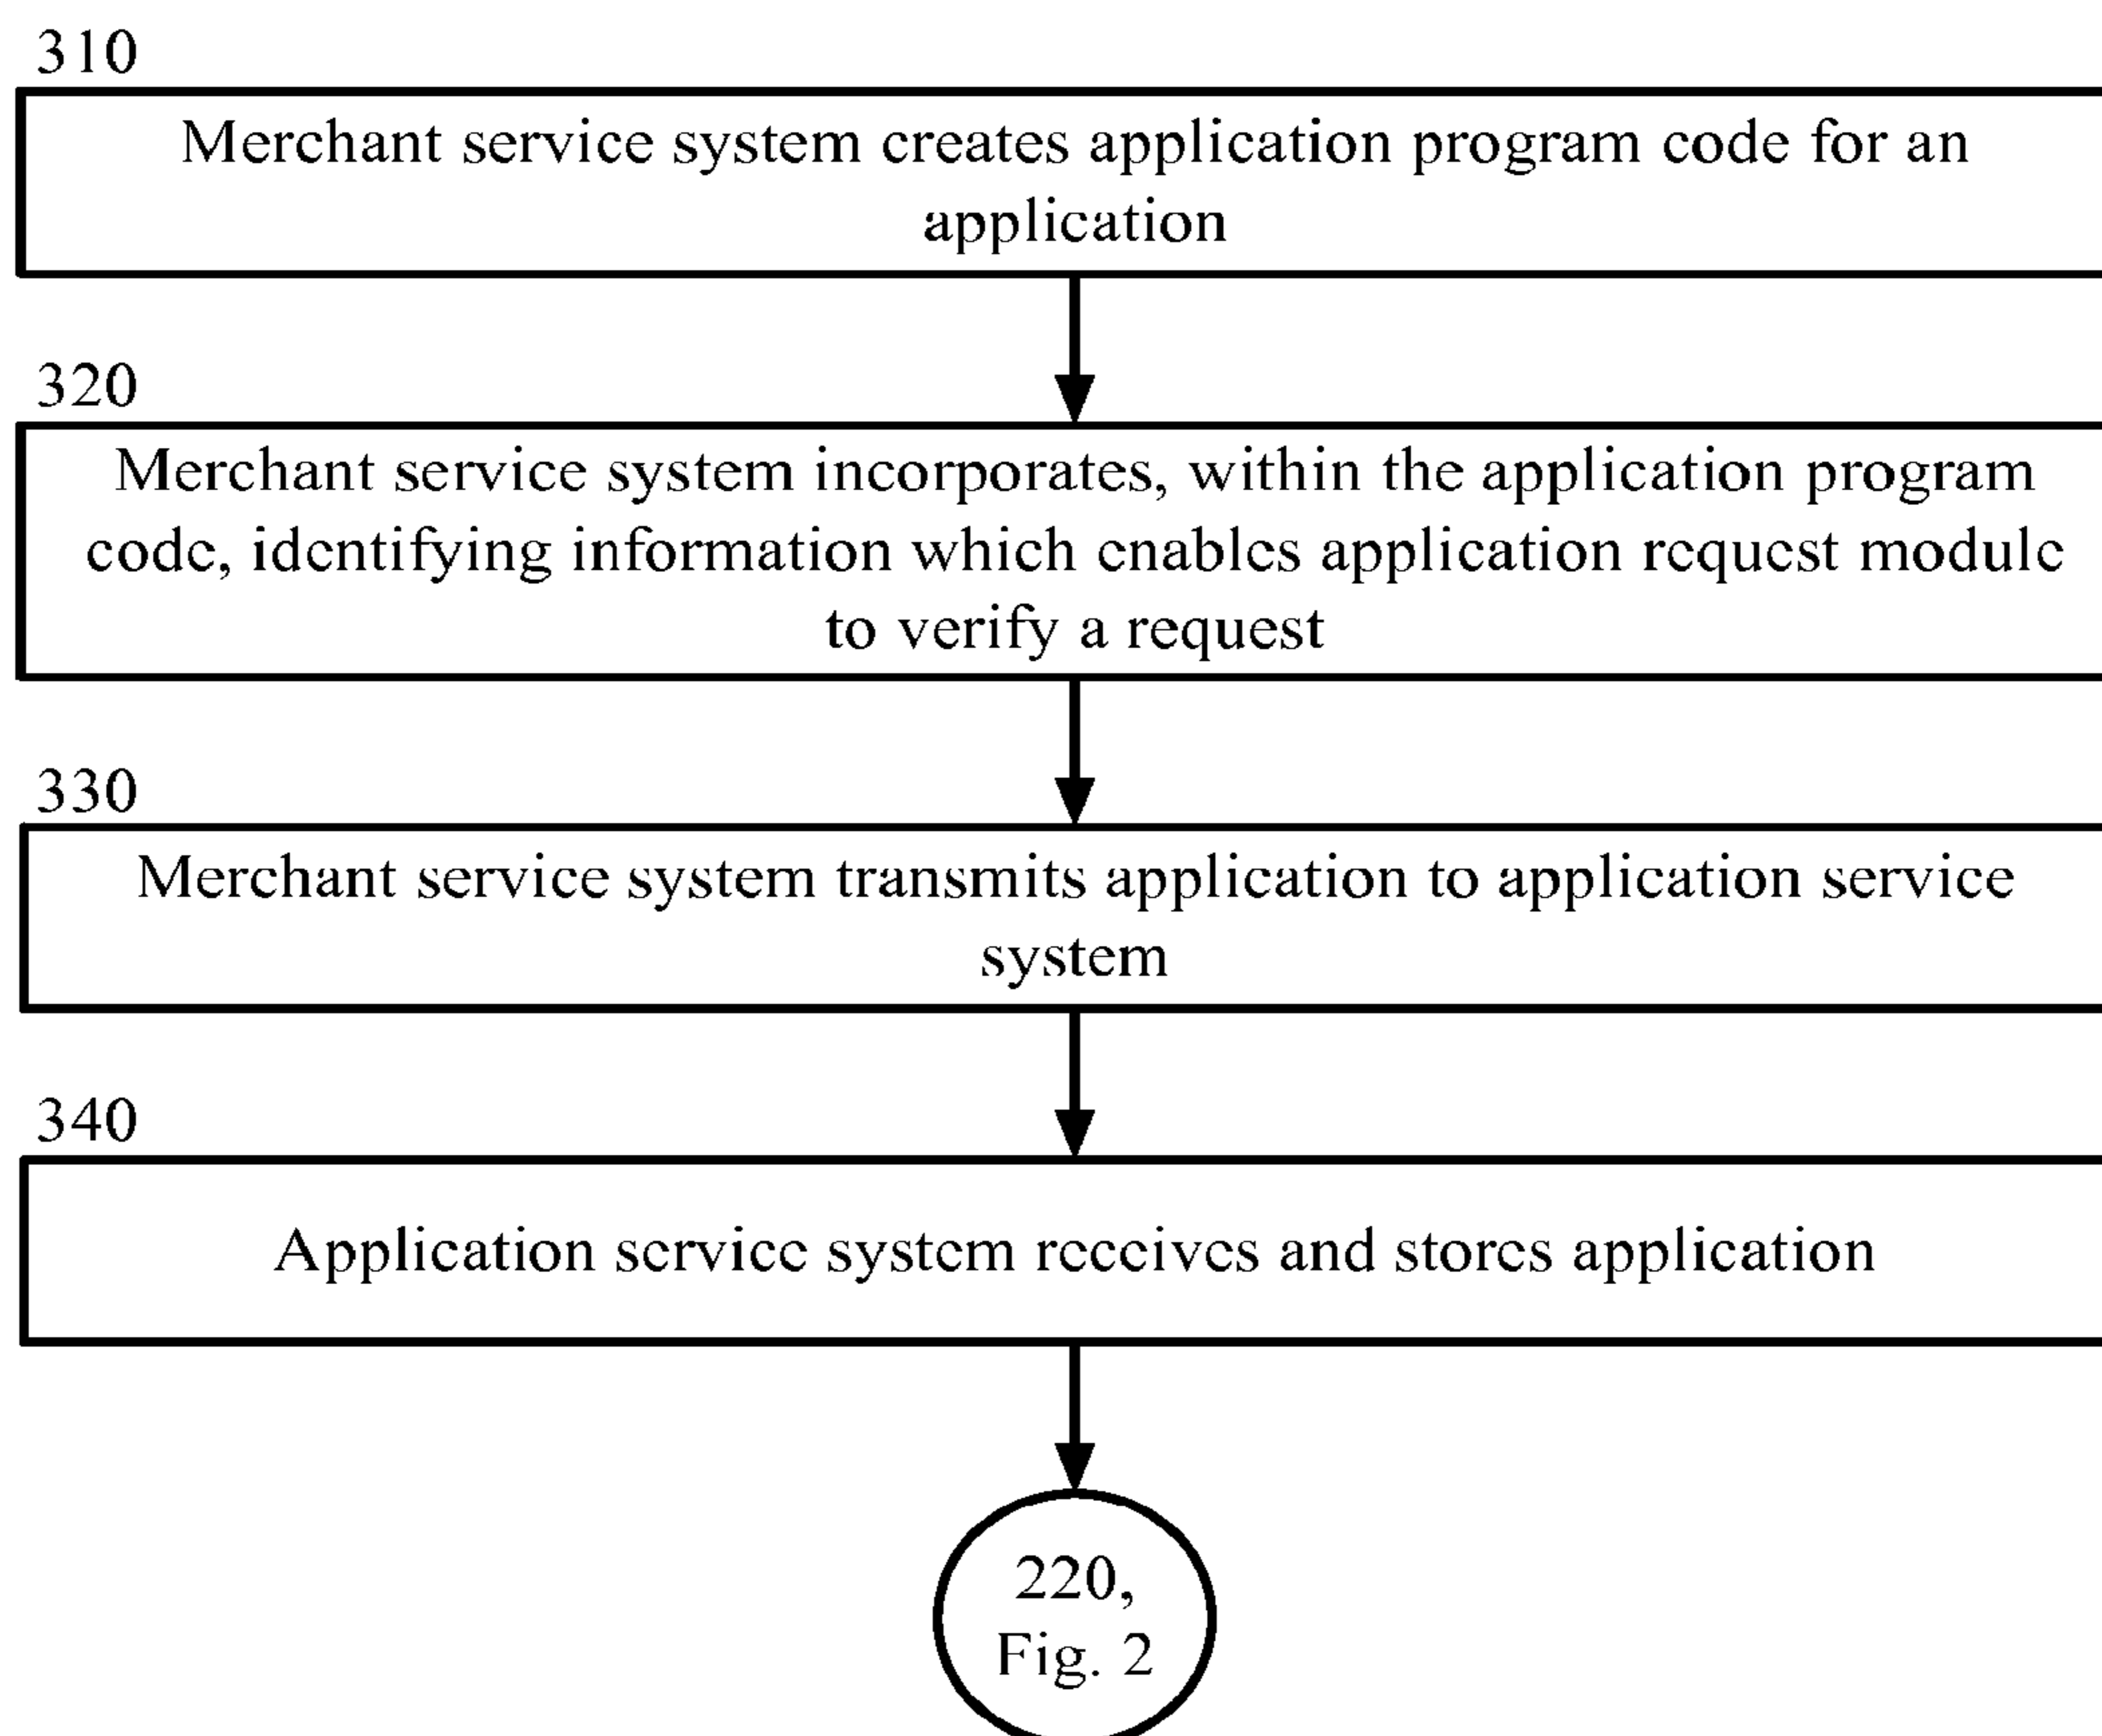 310
Merchant service system creates application program code for an
application
320
Merchant service system incorporates, within the application program
code, identifying information which enables application request module
to verify a request
330
Merchant service system transmits application to application service
system
340
Application service system receives and stores application
220,
Fig. 2